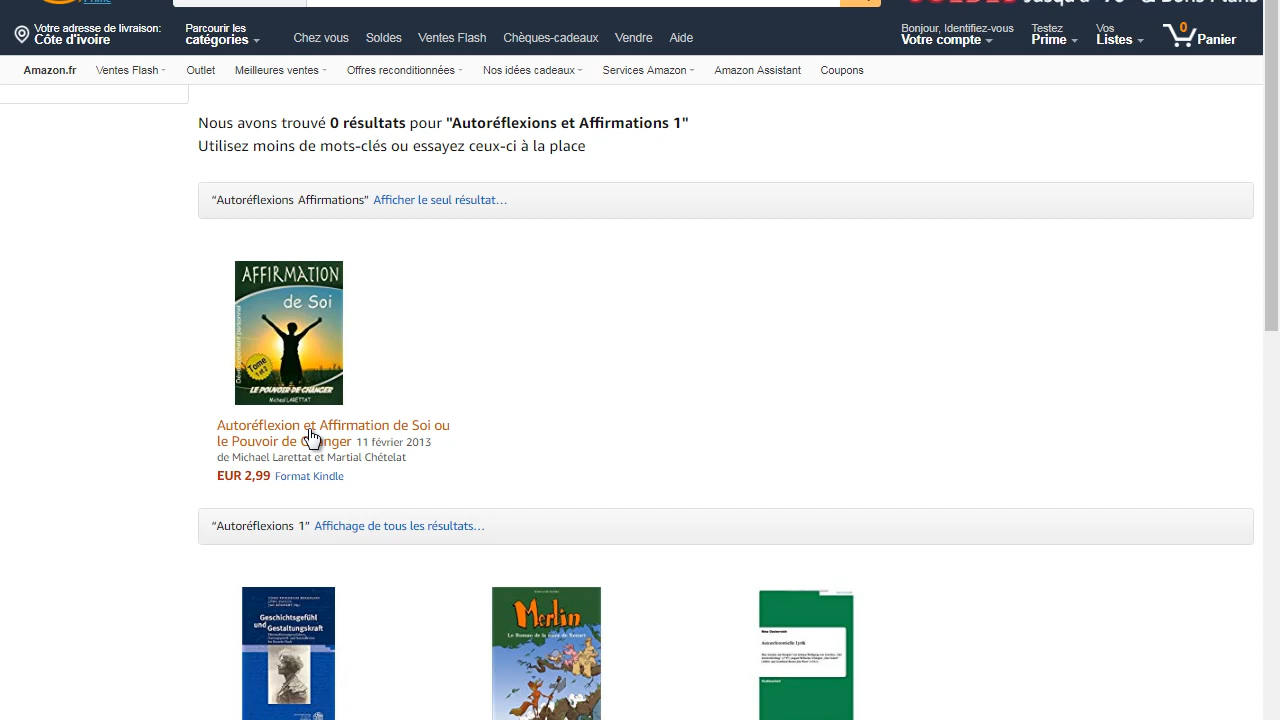 Prime
Votre adresse de livraison:
Côte d'ivoire
Parcourir les
catégories
Chez vous
Soldes
Ventes Flash
Chèques-cadeaux
Vendre
Aide
Bonjour, Identifiez-vous
Votre compte
Testez
Prime
Vos
Listes
0
Panier
Amazon.fr
Ventes Flash
Outlet
Meilleures ventes
Offres reconditionnées
Nos idées cadeaux
Services Amazon
Amazon Assistant
Coupons
Nous avons trouvé 0 résultats pour "Autoréflexions et Affirmations 1"
Utilisez moins de mots-clés ou essayez ceux-ci à la place
"Autoréflexions Affirmations" Afficher le seul résultat…
AFFIRMATION
de Soi
Développement personnel
Tome
LE POUVOIR DE CHANGER
Micheal LARETTAT
Autoréflexion et Affirmation de Soi ou
le Pouvoir de Changer 11 février 2013
de Michael Larettat et Martial Chételat
EUR 2,99 Format Kindle
"Autoréflexions 1" Affichage de tous les résultats…
Geschichtsgefühl
und
Gestaltungskraft
Merlin